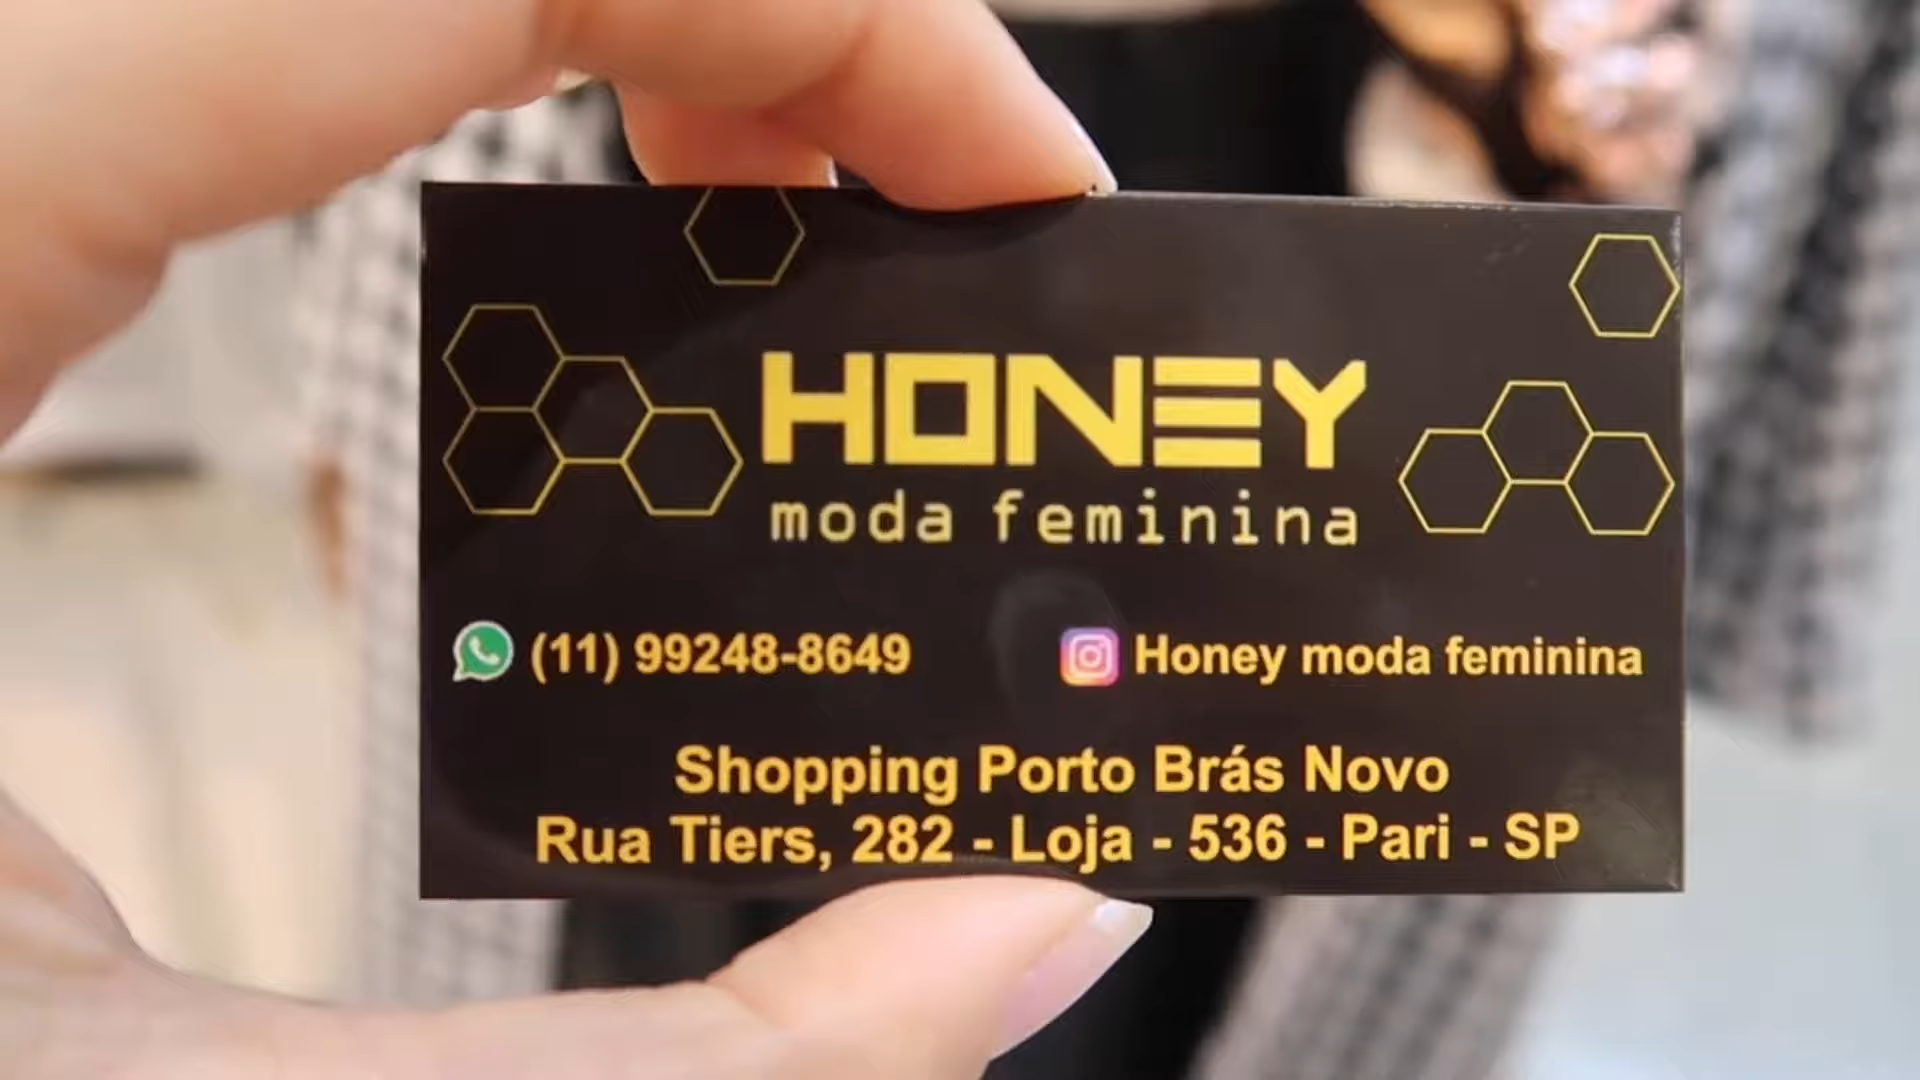 HONEY
moda feminina
(11) 99248-8649
Honey moda feminina
Shopping Porto Brás Novo
Rua Tiers, 282 - Loja - 536 - Pari - SP